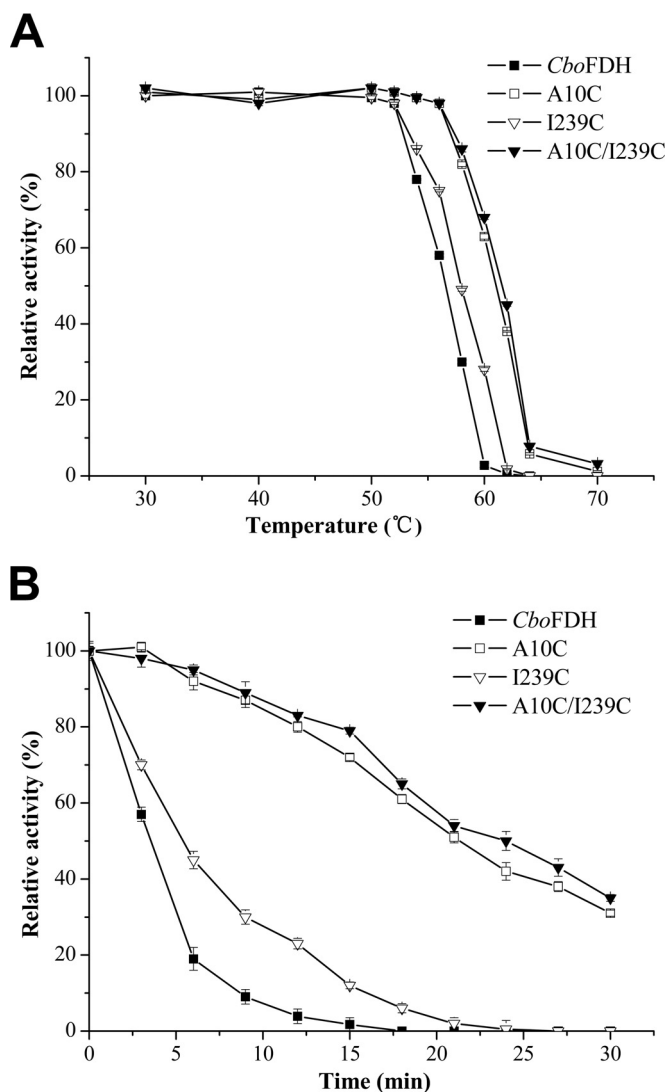 A
CboFDH
A10C
I239C
A10C/I239C
100
80
60
40
20
0
Relative activity (%)
30 40 50 60 70
Temperature (℃)
B
CboFDH
A10C
I239C
A10C/I239C
100
80
60
40
20
0
Relative activity (%)
0 5 10 15 20 25 30
Time (min)